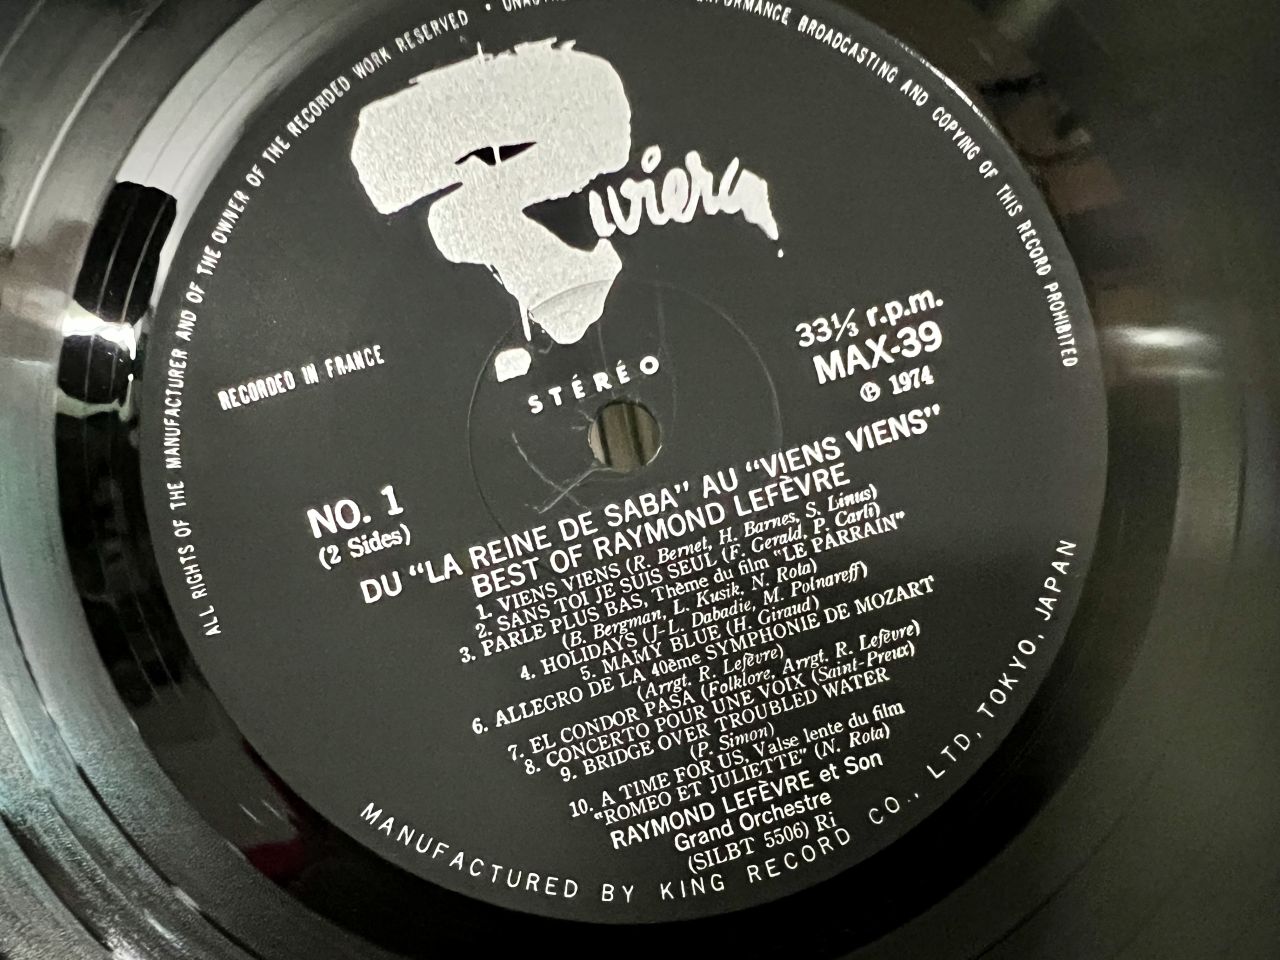 ALL RIGHTS OF THE MANUFACTURER AND OF THE OWNER OF THE RECORDED WORK RESERVED •
BROADCASTING AND COPYING OF THIS RECORD PROHIBITED
Riviera
RECORDED IN FRANCE
STÉRÉO
33⅓ r.p.m.
MAX-39
Ⓟ 1974
NO. 1
(2 Sides)
DU “LA REINE DE SABA” AU “VIENS VIENS”
BEST OF RAYMOND LEFÈVRE
1. VIENS VIENS (R. Bernet, H. Barnes, S. Linus)
2. SANS TOI JE SUIS SEUL (F. Gerald, P. Carli)
3. PARLE PLUS BAS, Thème du film “LE PARRAIN”
(B. Bergman, L. Kusik, N. Rota)
4. HOLIDAYS (J-L. Dabadie, M. Polnareff)
5. MAMY BLUE (H. Giraud)
6. ALLEGRO DE LA 40ème SYMPHONIE DE MOZART
(Arrgt. R. Lefèvre)
7. EL CONDOR PASA (Folklore, Arrgt. R. Lefèvre)
8. CONCERTO POUR UNE VOIX (Saint-Preux)
9. BRIDGE OVER TROUBLED WATER
(P. Simon)
10. A TIME FOR US, Valse lente du film
“ROMEO ET JULIETTE” (N. Rota)
RAYMOND LEFÈVRE et Son
Grand Orchestre
(SILBT 5506) Ri
MANUFACTURED BY KING RECORD CO., LTD, TOKYO, JAPAN